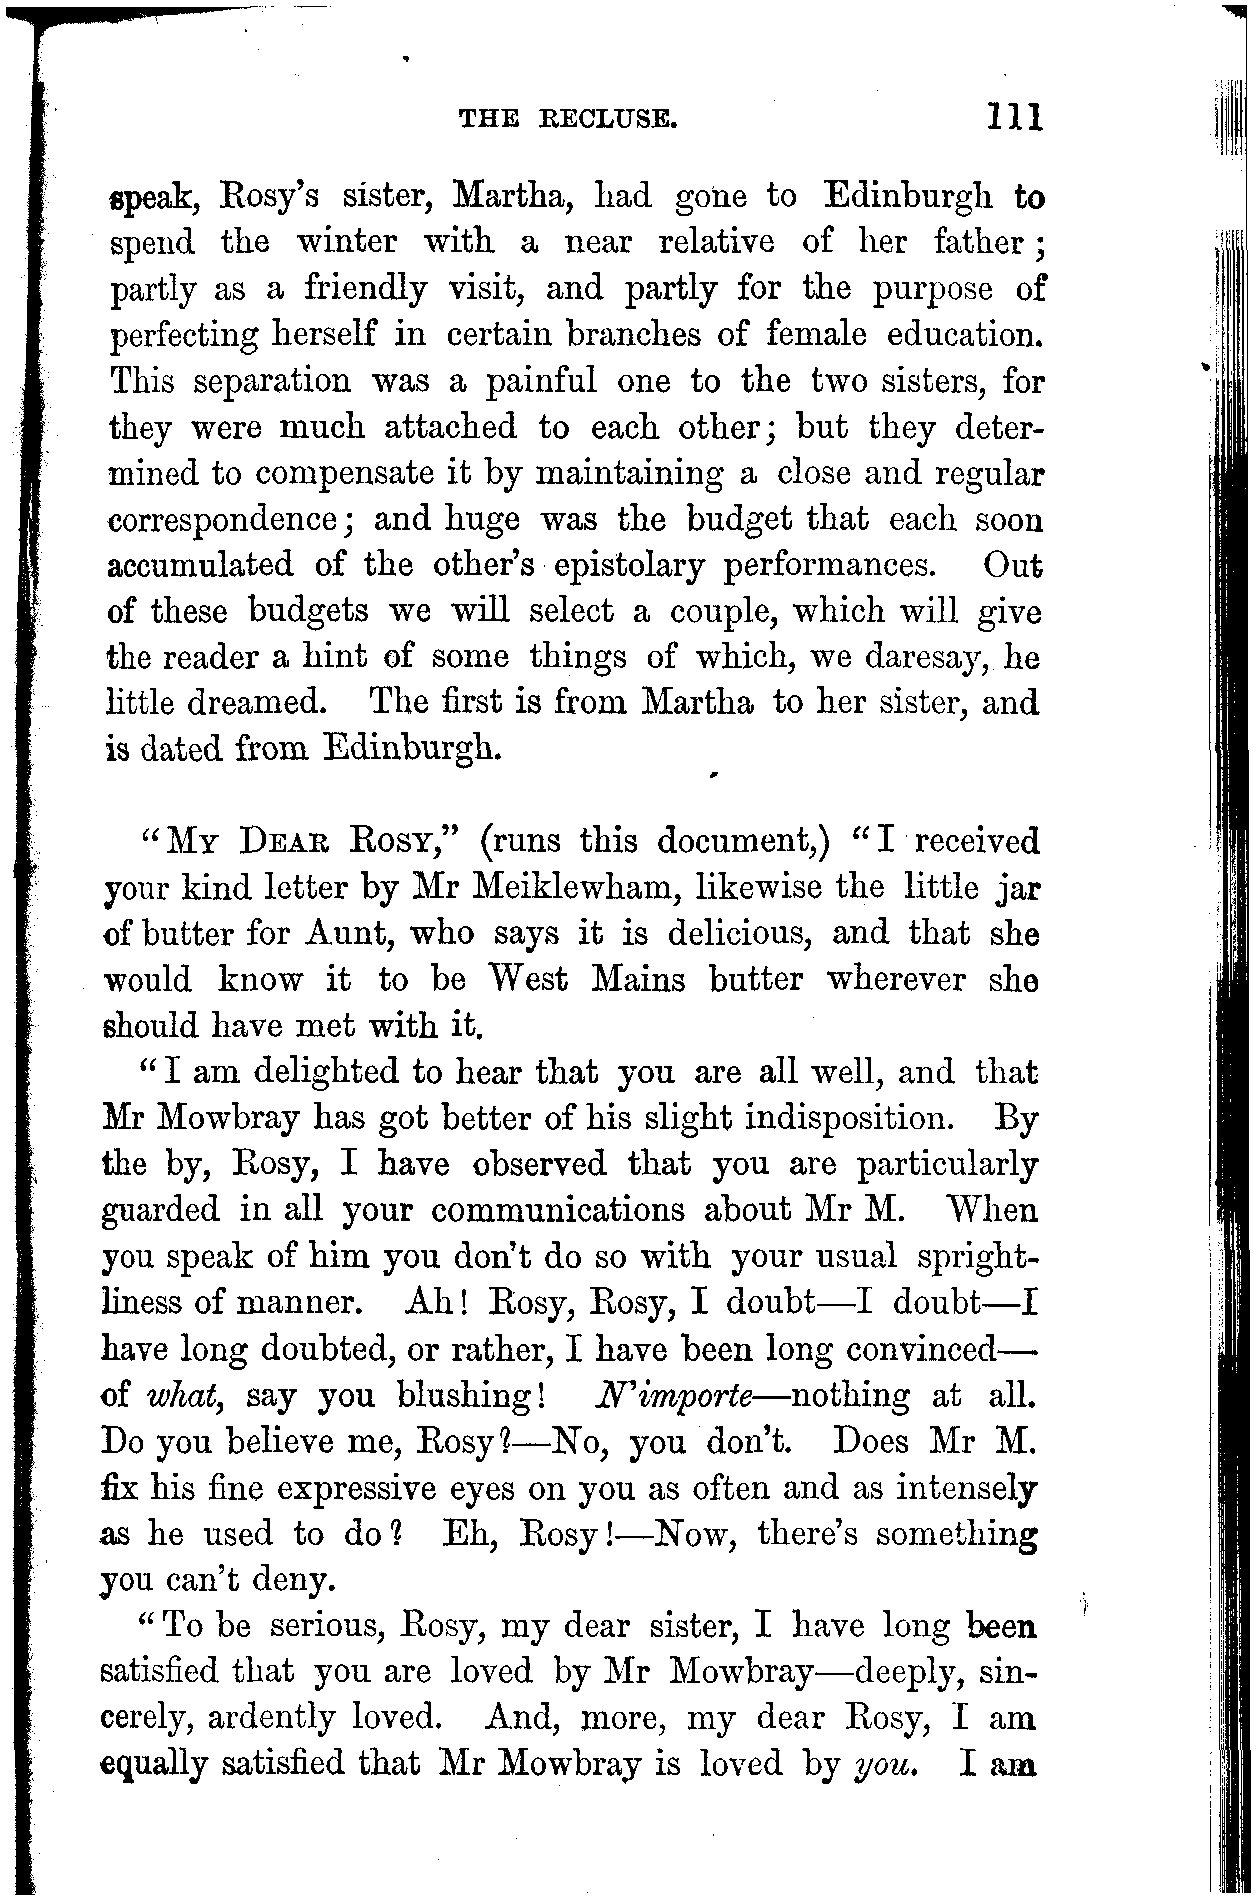 THE RECLUSE. 111
speak, Rosy's sister, Martha, had gone to Edinburgh to
spend the winter with a near relative of her father ;
partly as a friendly visit, and partly for the purpose of
perfecting herself in certain branches of female education.
This separation was a painful one to the two sisters, for
they were much attached to each other; but they deter-
mined to compensate it by maintaining a close and regular
correspondence; and huge was the budget that each soon
accumulated of the other's epistolary performances. Out
of these budgets we will select a couple, which will give
the reader a hint of some things of which, we daresay, he
little dreamed. The first is from Martha to her sister, and
is dated from Edinburgh.
“MY DEAR ROSY,” (runs this document,) “I received
your kind letter by Mr Meiklewham, likewise the little jar
of butter for Aunt, who says it is delicious, and that she
would know it to be West Mains butter wherever she
should have met with it.
“I am delighted to hear that you are all well, and that
Mr Mowbray has got better of his slight indisposition. By
the by, Rosy, I have observed that you are particularly
guarded in all your communications about Mr M. When
you speak of him you don't do so with your usual spright-
liness of manner. Ah! Rosy, Rosy, I doubt—I doubt—I
have long doubted, or rather, I have been long convinced—
of what, say you blushing! N'importe—nothing at all.
Do you believe me, Rosy?—No, you don't. Does Mr M.
fix his fine expressive eyes on you as often and as intensely
as he used to do? Eh, Rosy!—Now, there's something
you can't deny.
“To be serious, Rosy, my dear sister, I have long been
satisfied that you are loved by Mr Mowbray—deeply, sin-
cerely, ardently loved. And, more, my dear Rosy, I am
equally satisfied that Mr Mowbray is loved by you. I am